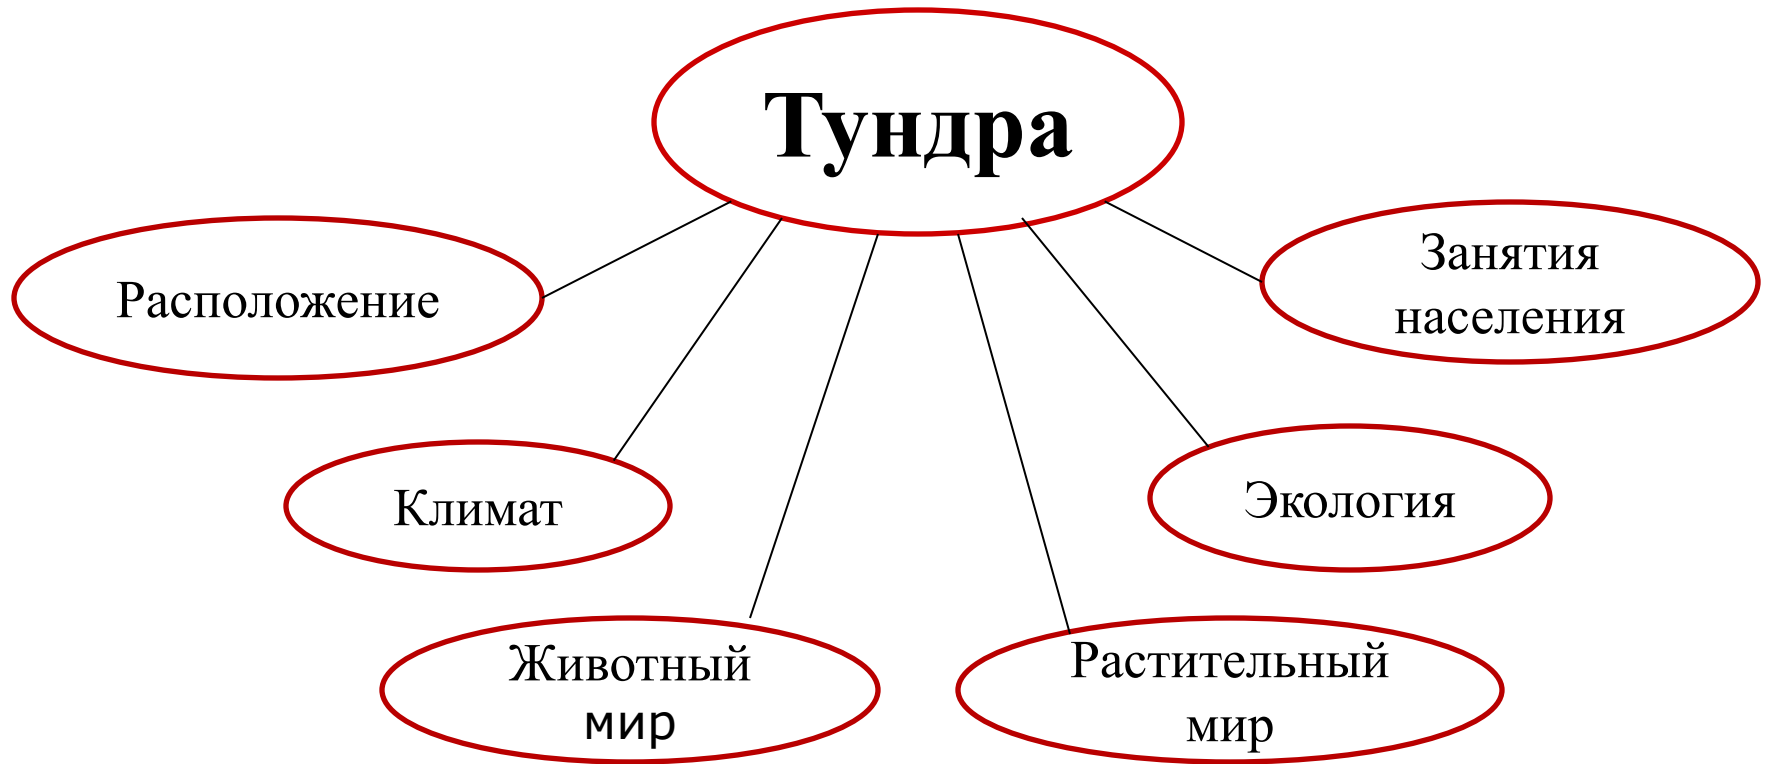 Тундра
Расположение
Занятия
населения
Климат
Экология
Животный
мир
Растительный
мир